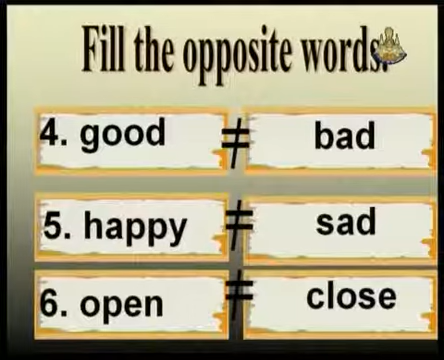 Fill the opposite words.
4. good ≠ bad
5. happy ≠ sad
6. open ≠ close